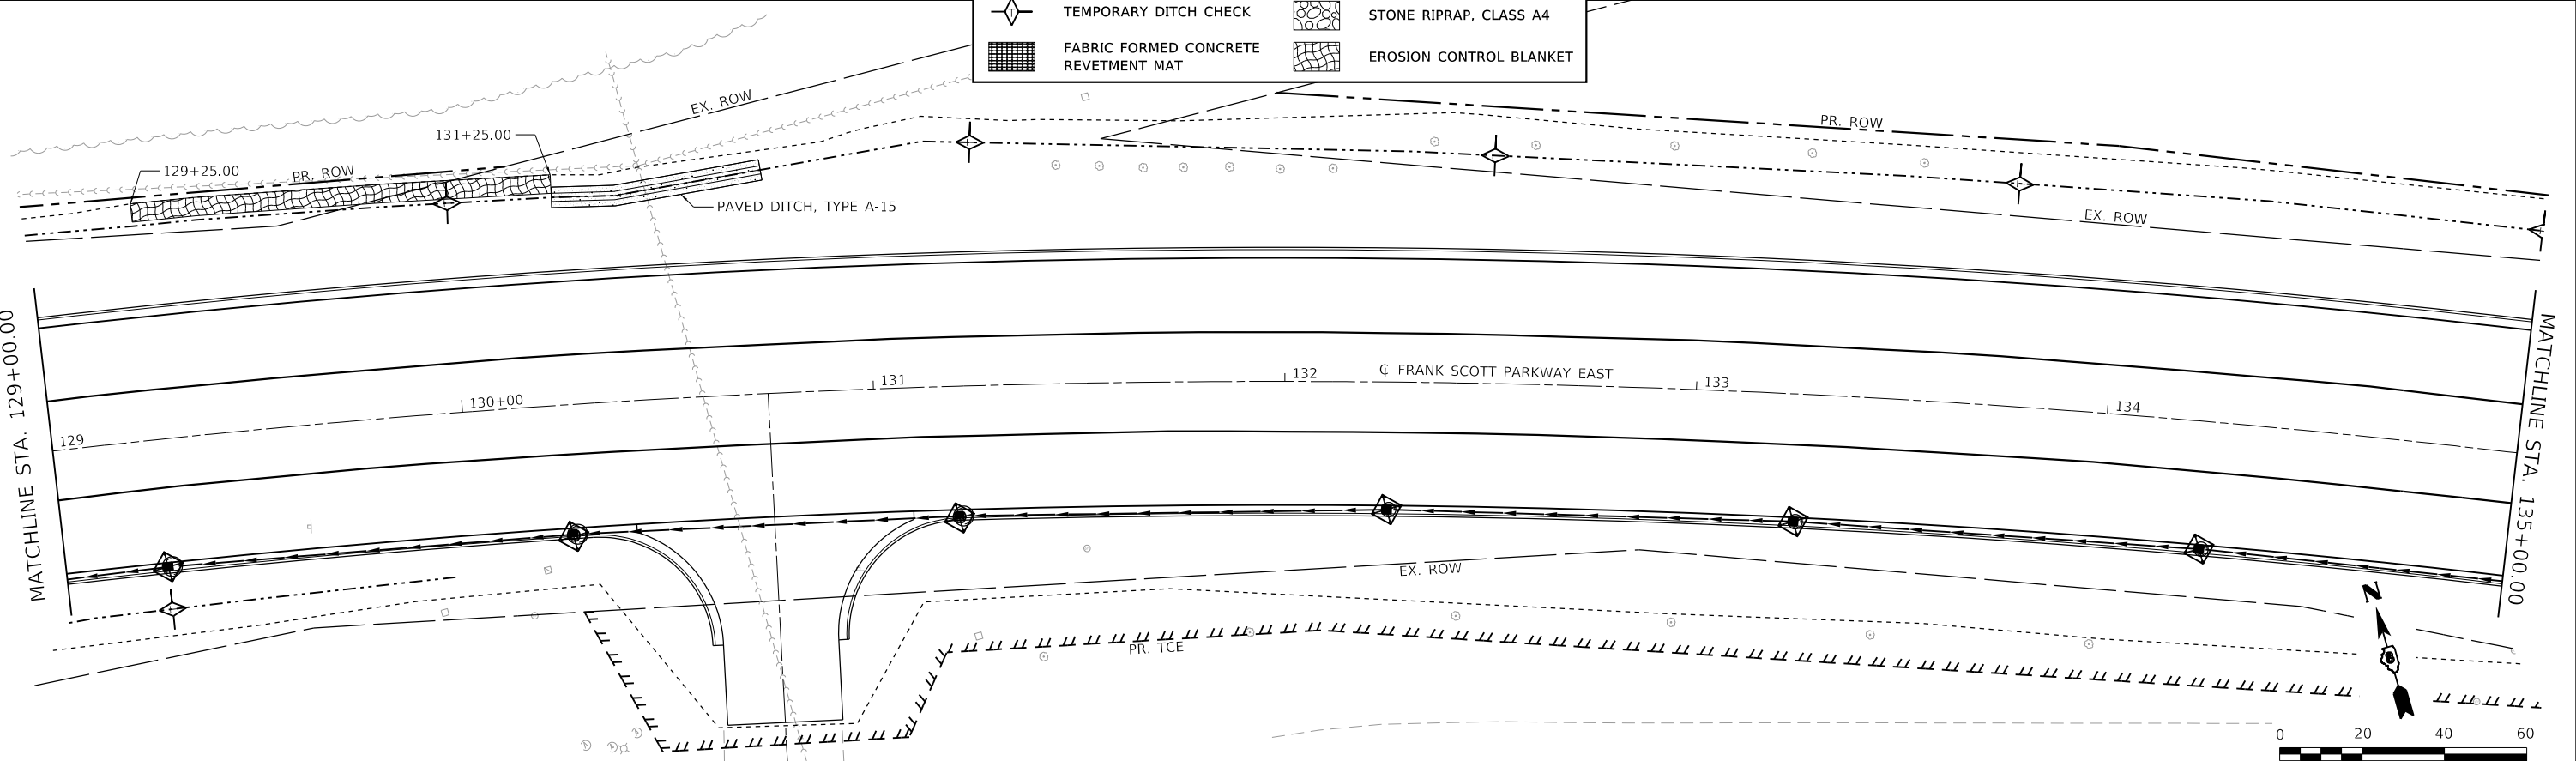 TEMPORARY DITCH CHECK
STONE RIPRAP, CLASS A4
FABRIC FORMED CONCRETE
REVETMENT MAT
EROSION CONTROL BLANKET
EX. ROW
131+25.00
129+25.00
PR. ROW
PAVED DITCH, TYPE A-15
PR. ROW
EX. ROW
MATCHLINE STA. 129+00.00
129
130+00
131
132
℄ FRANK SCOTT PARKWAY EAST
133
134
MATCHLINE STA. 135+00.00
EX. ROW
PR. TCE
N
0 20 40 60